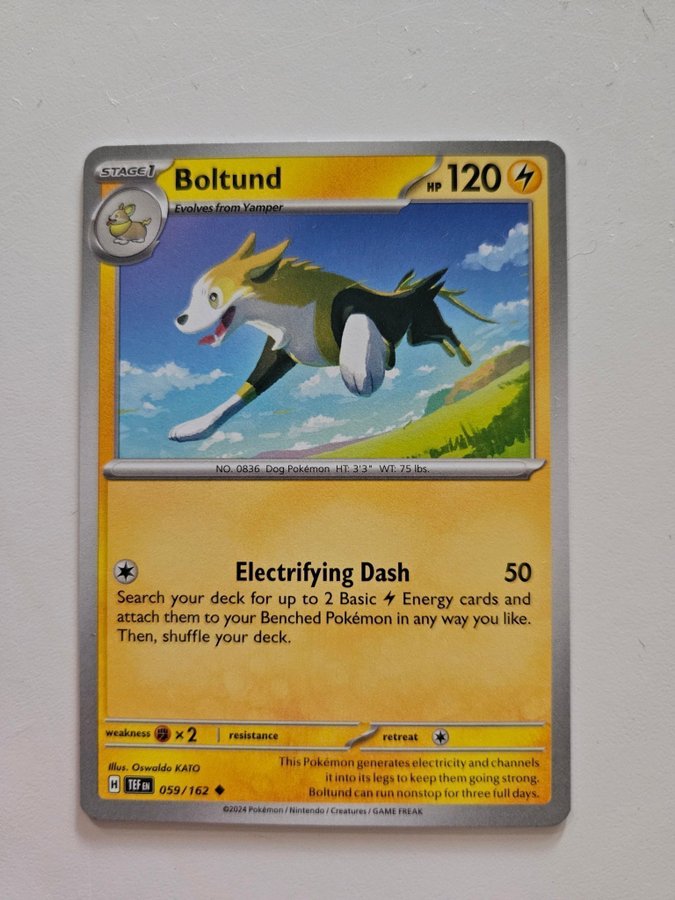 STAGE 1 Boltund HP 120
Evolves from Yamper
NO. 0836 Dog Pokémon HT: 3'3" WT: 75 lbs.
Electrifying Dash 50
Search your deck for up to 2 Basic Energy cards and
attach them to your Benched Pokémon in any way you like.
Then, shuffle your deck.
weakness ×2 resistance retreat
Illus. Oswaldo KATO
This Pokémon generates electricity and channels
it into its legs to keep them going strong.
Boltund can run nonstop for three full days.
H TEF EN 059/162
©2024 Pokémon / Nintendo / Creatures / GAME FREAK